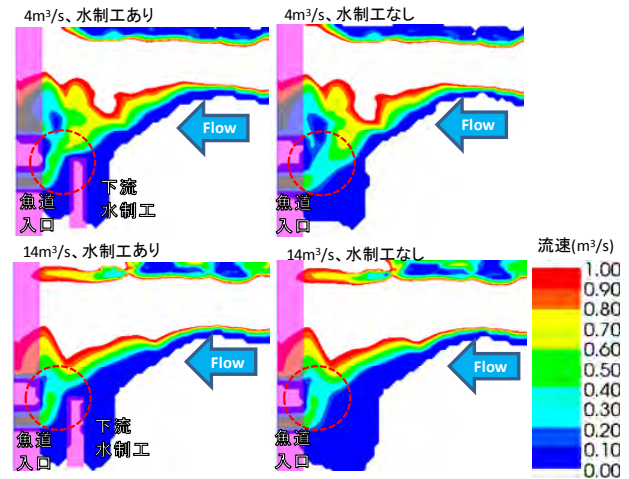 4m³/s、水制工あり
4m³/s、水制工なし
Flow
Flow
魚道
入口
下流
水制工
魚道
入口
14m³/s、水制工あり
14m³/s、水制工なし
流速(m³/s)
Flow
Flow
1.00
0.90
0.80
0.70
0.60
0.50
0.40
0.30
0.20
0.10
0.00
魚道
入口
下流
水制工
魚道
入口